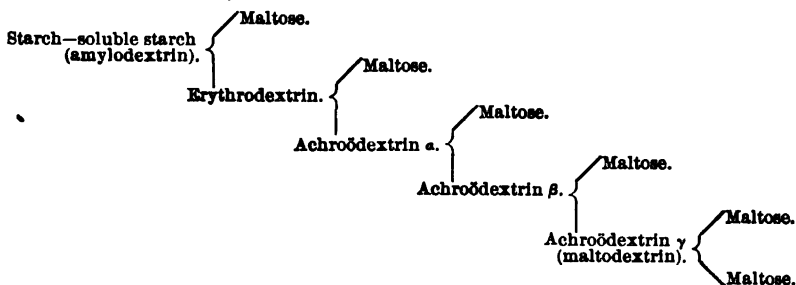 Maltose.
Starch—soluble starch
(amylodextrin).
Maltose.
Erythrodextrin.
Maltose.
Achroödextrin α.
Maltose.
Achroödextrin β.
Maltose.
Achroödextrin γ
(maltodextrin).
Maltose.